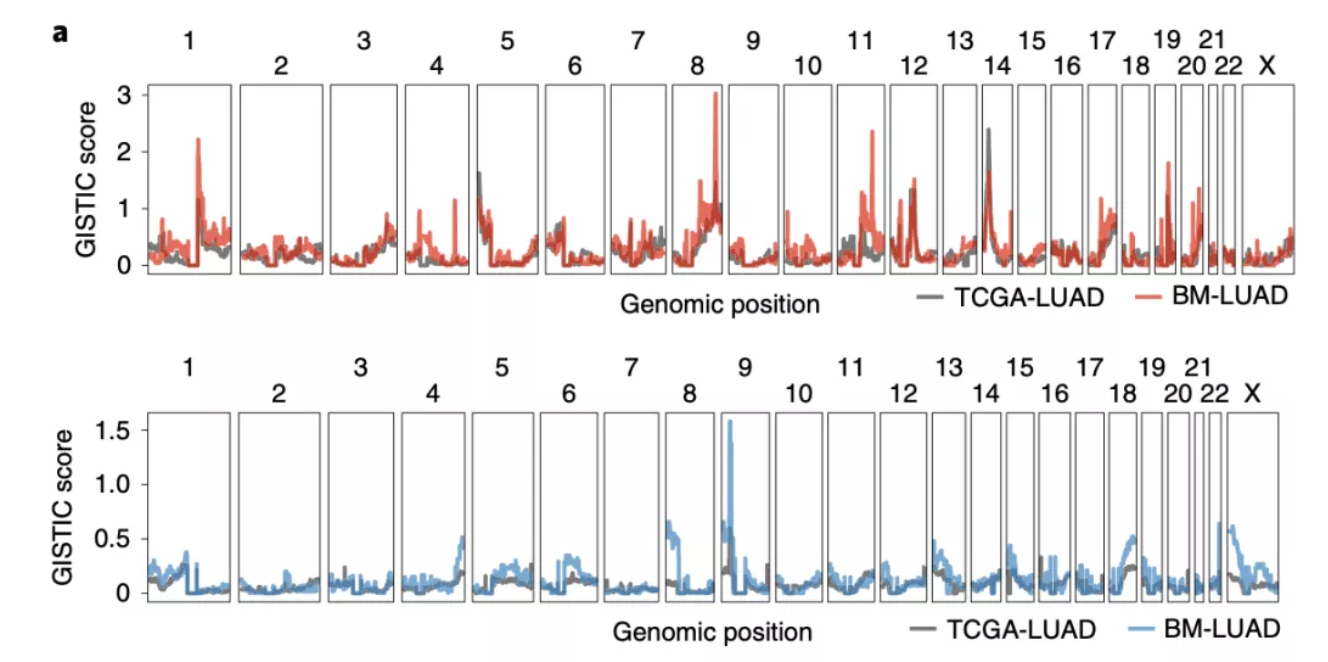 a
1 3 5 7 9 11 13 15 17 19 21
2 4 6 8 10 12 14 16 18 20 22 X
GISTIC score
3
2
1
0
Genomic position
TCGA-LUAD BM-LUAD
1 3 5 7 9 11 13 15 17 19 21
2 4 6 8 10 12 14 16 18 20 22 X
GISTIC score
1.5
1.0
0.5
0
Genomic position
TCGA-LUAD BM-LUAD